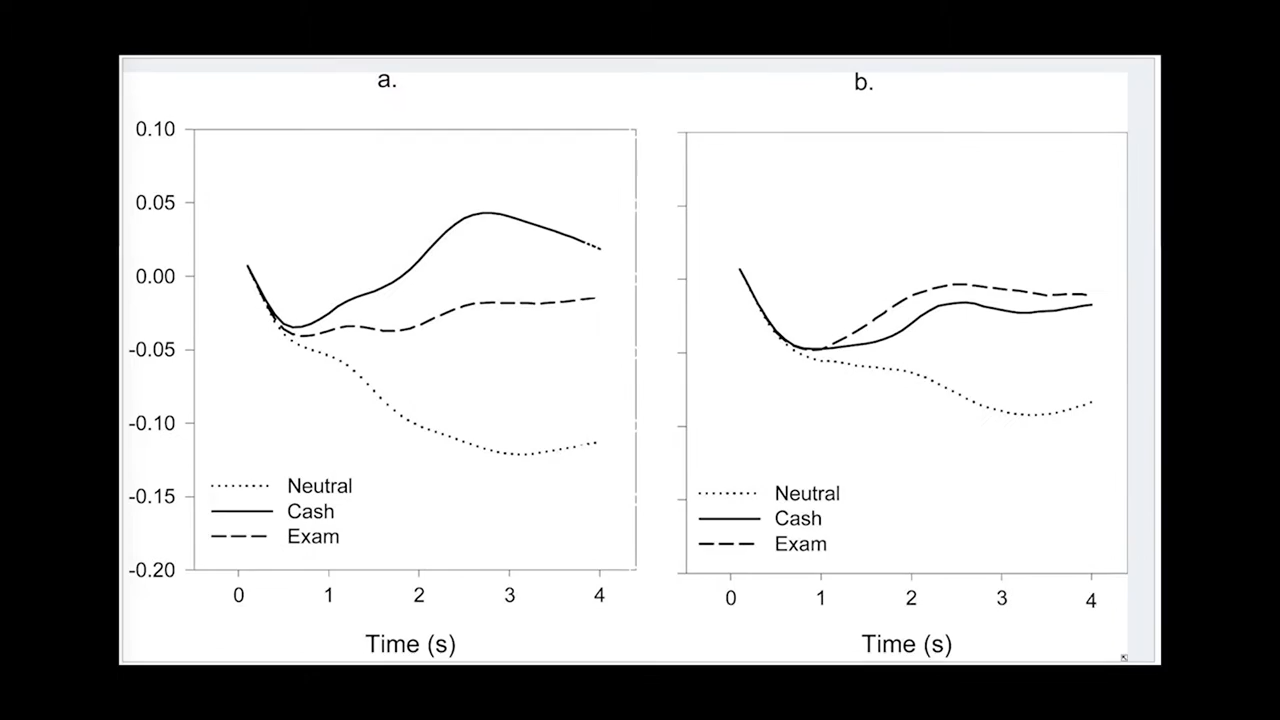 a.
0.10
0.05
0.00
-0.05
-0.10
-0.15
-0.20
Neutral
Cash
Exam
0 1 2 3 4
Time (s)
b.
Neutral
Cash
Exam
0 1 2 3 4
Time (s)